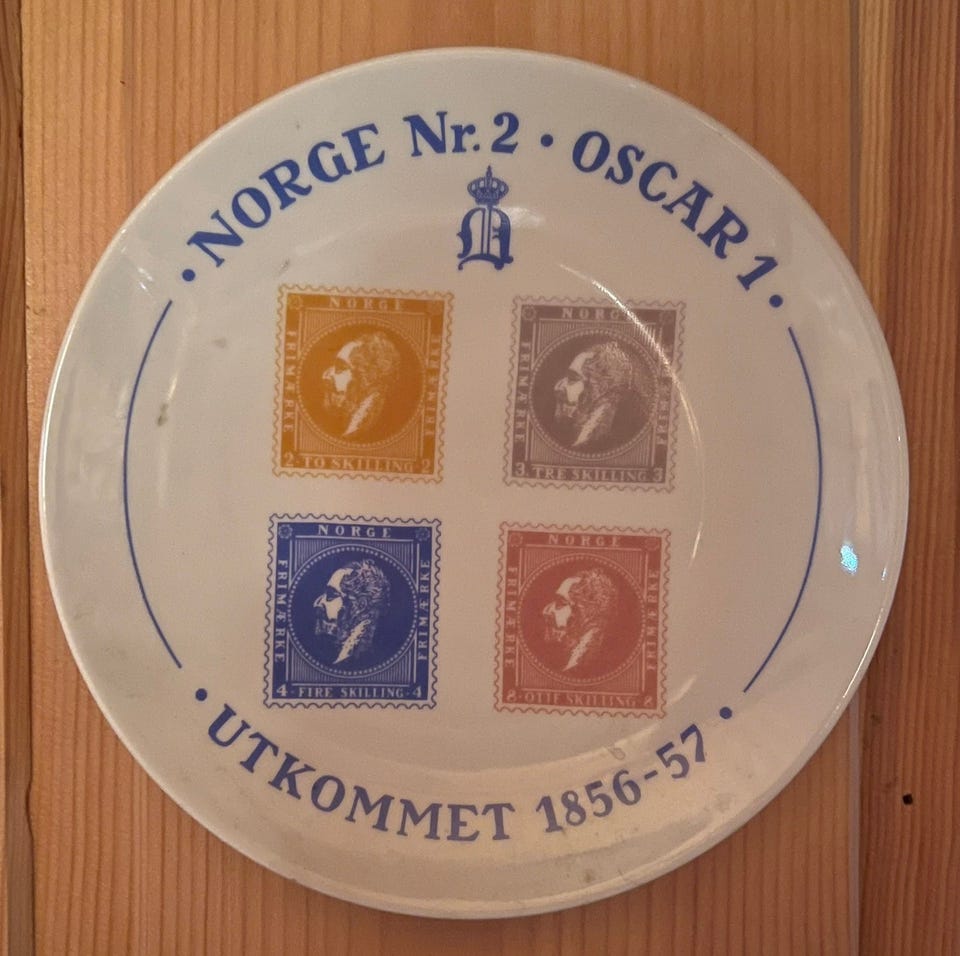 • NORGE Nr. 2 • OSCAR 1 •
NORGE
FRIMÆRKE
FRIMÆRKE
2 • TO SKILLING • 2
NORGE
FRIMÆRKE
FRIMÆRKE
3 • TRE SKILLING • 3
NORGE
FRIMÆRKE
FRIMÆRKE
4 • FIRE SKILLING • 4
NORGE
FRIMÆRKE
FRIMÆRKE
8 • OTTE SKILLING • 8
• UTKOMMET 1856-57 •